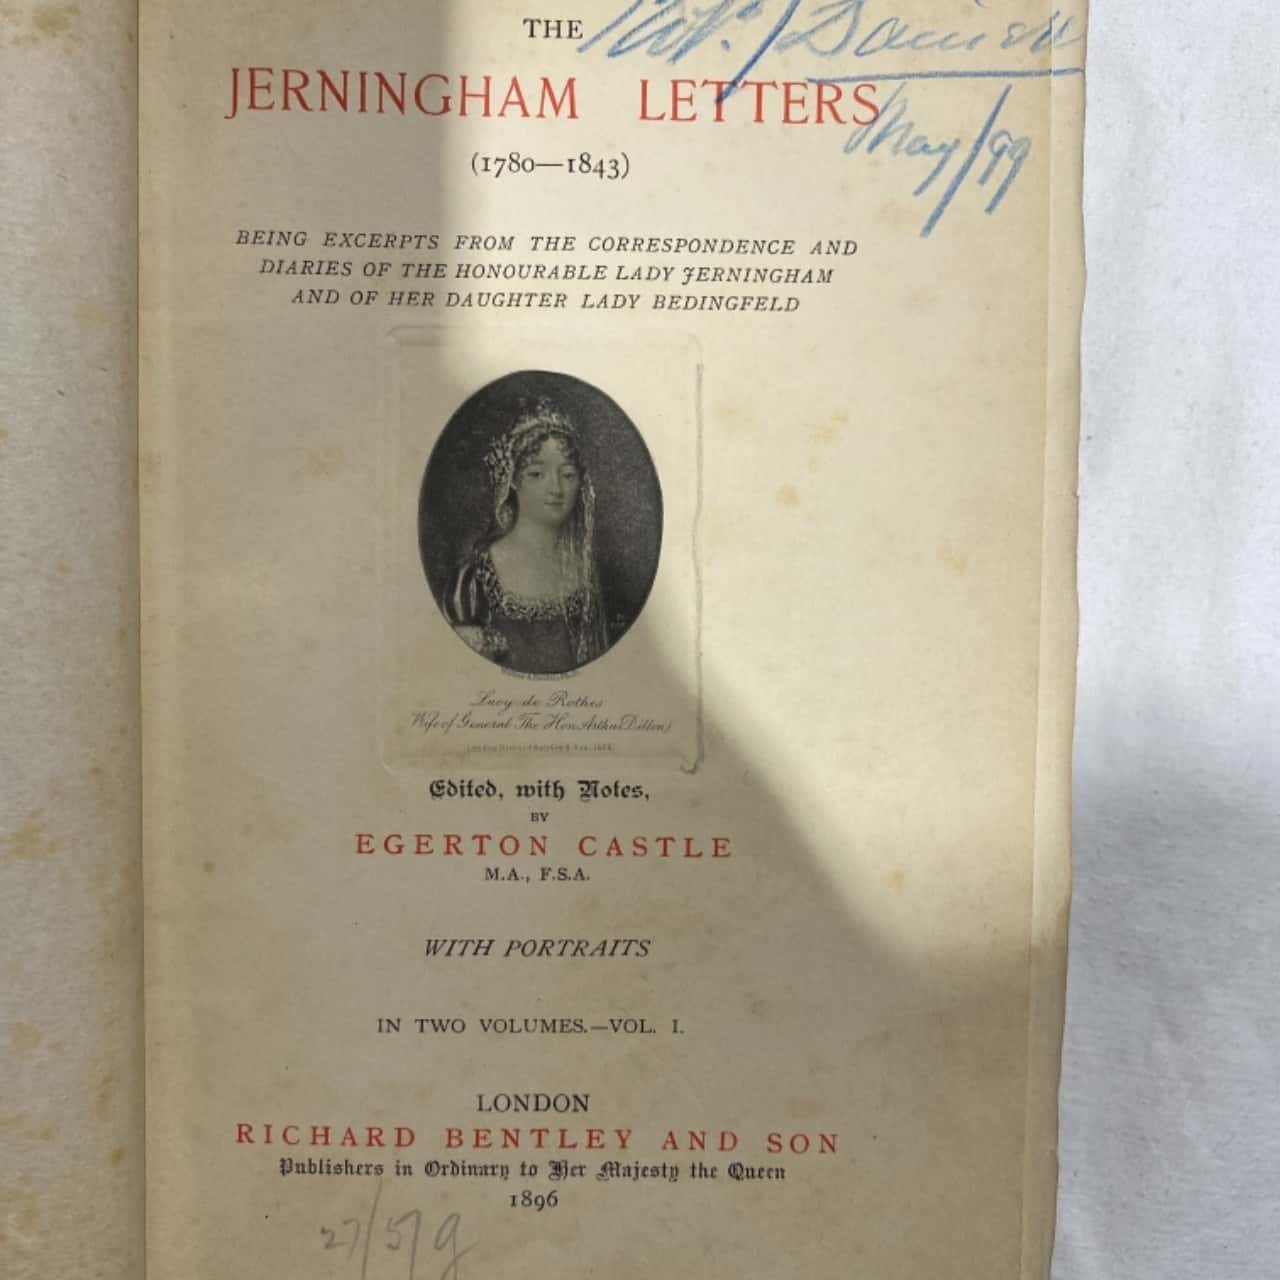 THE
JERNINGHAM LETTERS
May/99
(1780—1843)
BEING EXCERPTS FROM THE CORRESPONDENCE AND
DIARIES OF THE HONOURABLE LADY JERNINGHAM
AND OF HER DAUGHTER LADY BEDINGFELD
Lucy de Rothes
Wife of General The Hon. Arthur Dillon
Edited, with Notes,
BY
EGERTON CASTLE
M.A., F.S.A.
WITH PORTRAITS
IN TWO VOLUMES.—VOL. I.
LONDON
RICHARD BENTLEY AND SON
Publishers in Ordinary to Her Majesty the Queen
1896
27/5/9